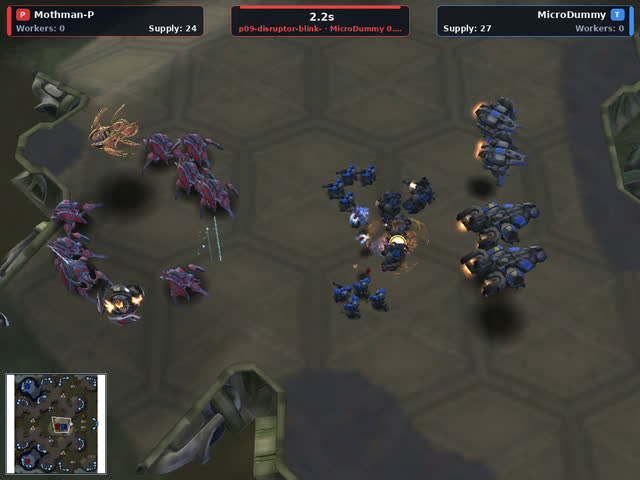 P Mothman-P
Workers: 0 Supply: 24
2.2s
p09-disruptor-blink- · MicroDummy 0....
MicroDummy T
Supply: 27 Workers: 0